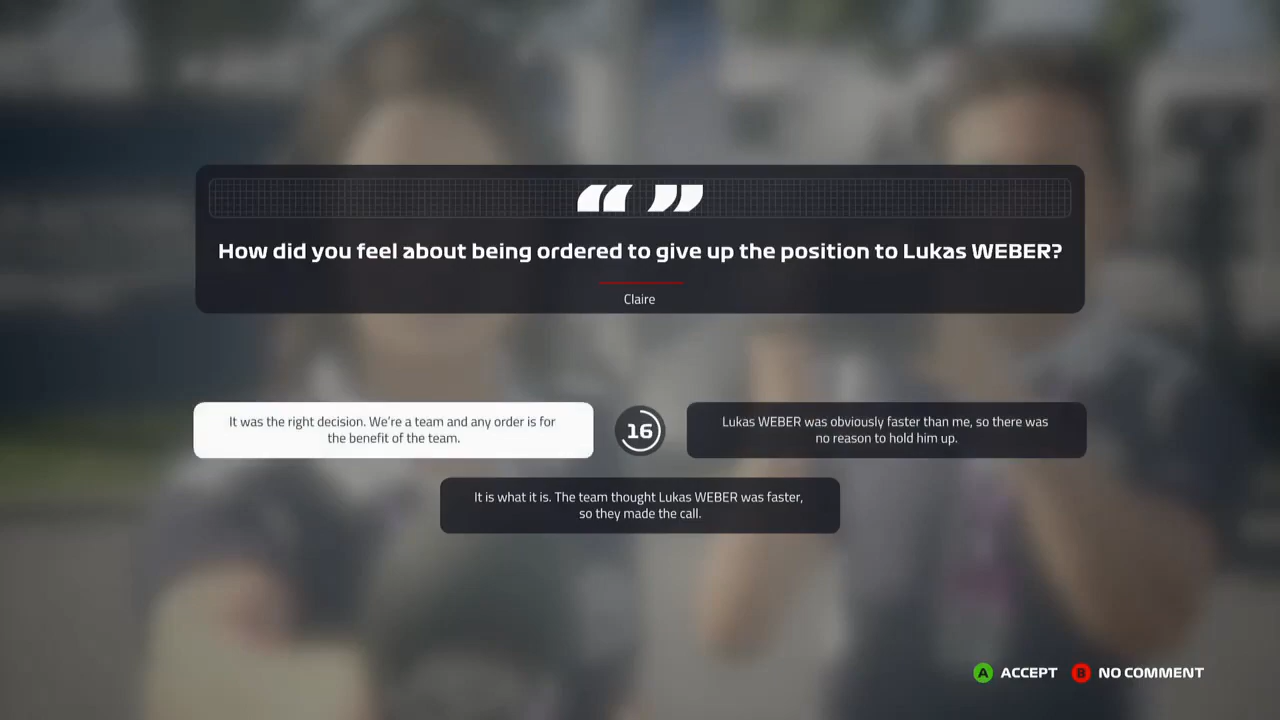 “ ”
How did you feel about being ordered to give up the position to Lukas WEBER?
Claire
It was the right decision. We're a team and any order is for
the benefit of the team.
16
Lukas WEBER was obviously faster than me, so there was
no reason to hold him up.
It is what it is. The team thought Lukas WEBER was faster,
so they made the call.
A ACCEPT B NO COMMENT